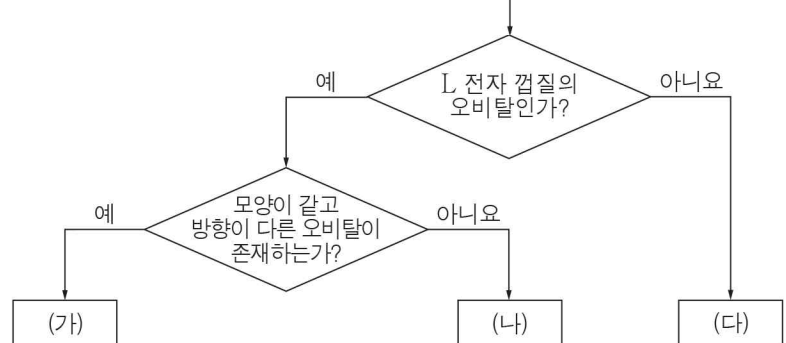 L 전자 껍질의
오비탈인가?
예
아니요
모양이 같고
방향이 다른 오비탈이
존재하는가?
예
아니요
(가)
(나)
(다)